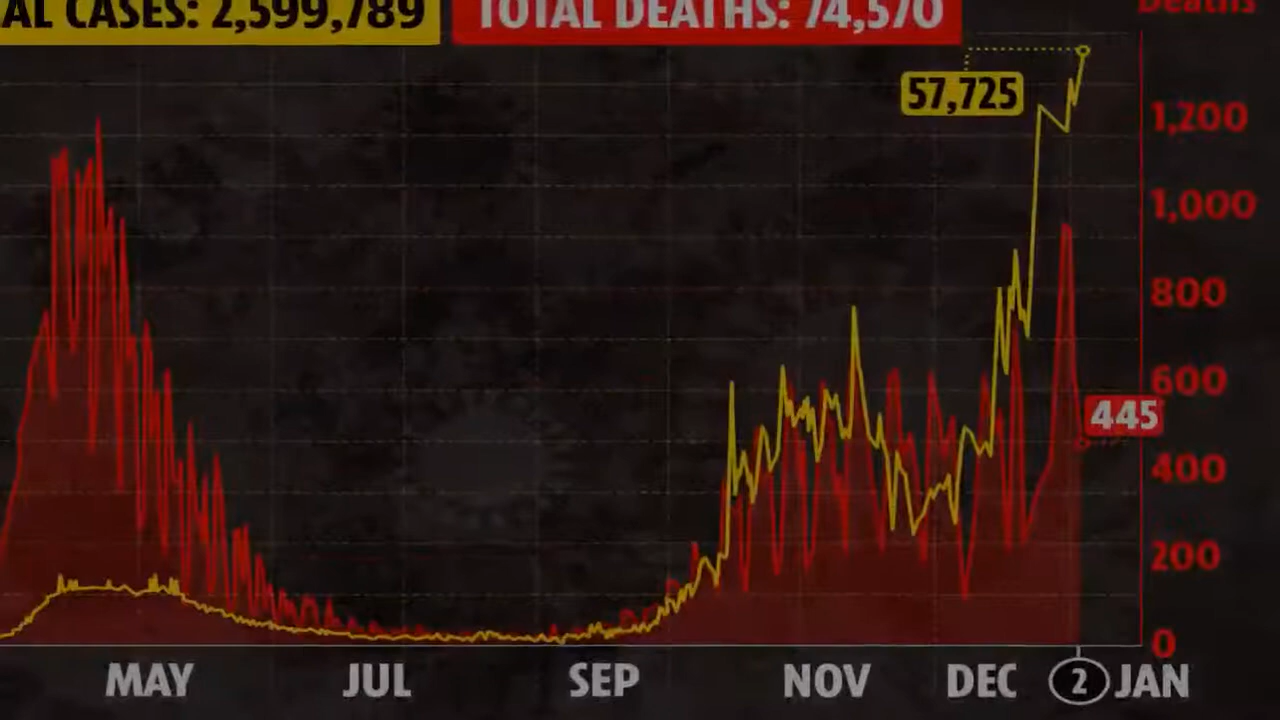 AL CASES: 2,599,789
TOTAL DEATHS: 74,570
Deaths
57,725
1,200
1,000
800
600
445
400
200
0
MAY JUL SEP NOV DEC 2 JAN